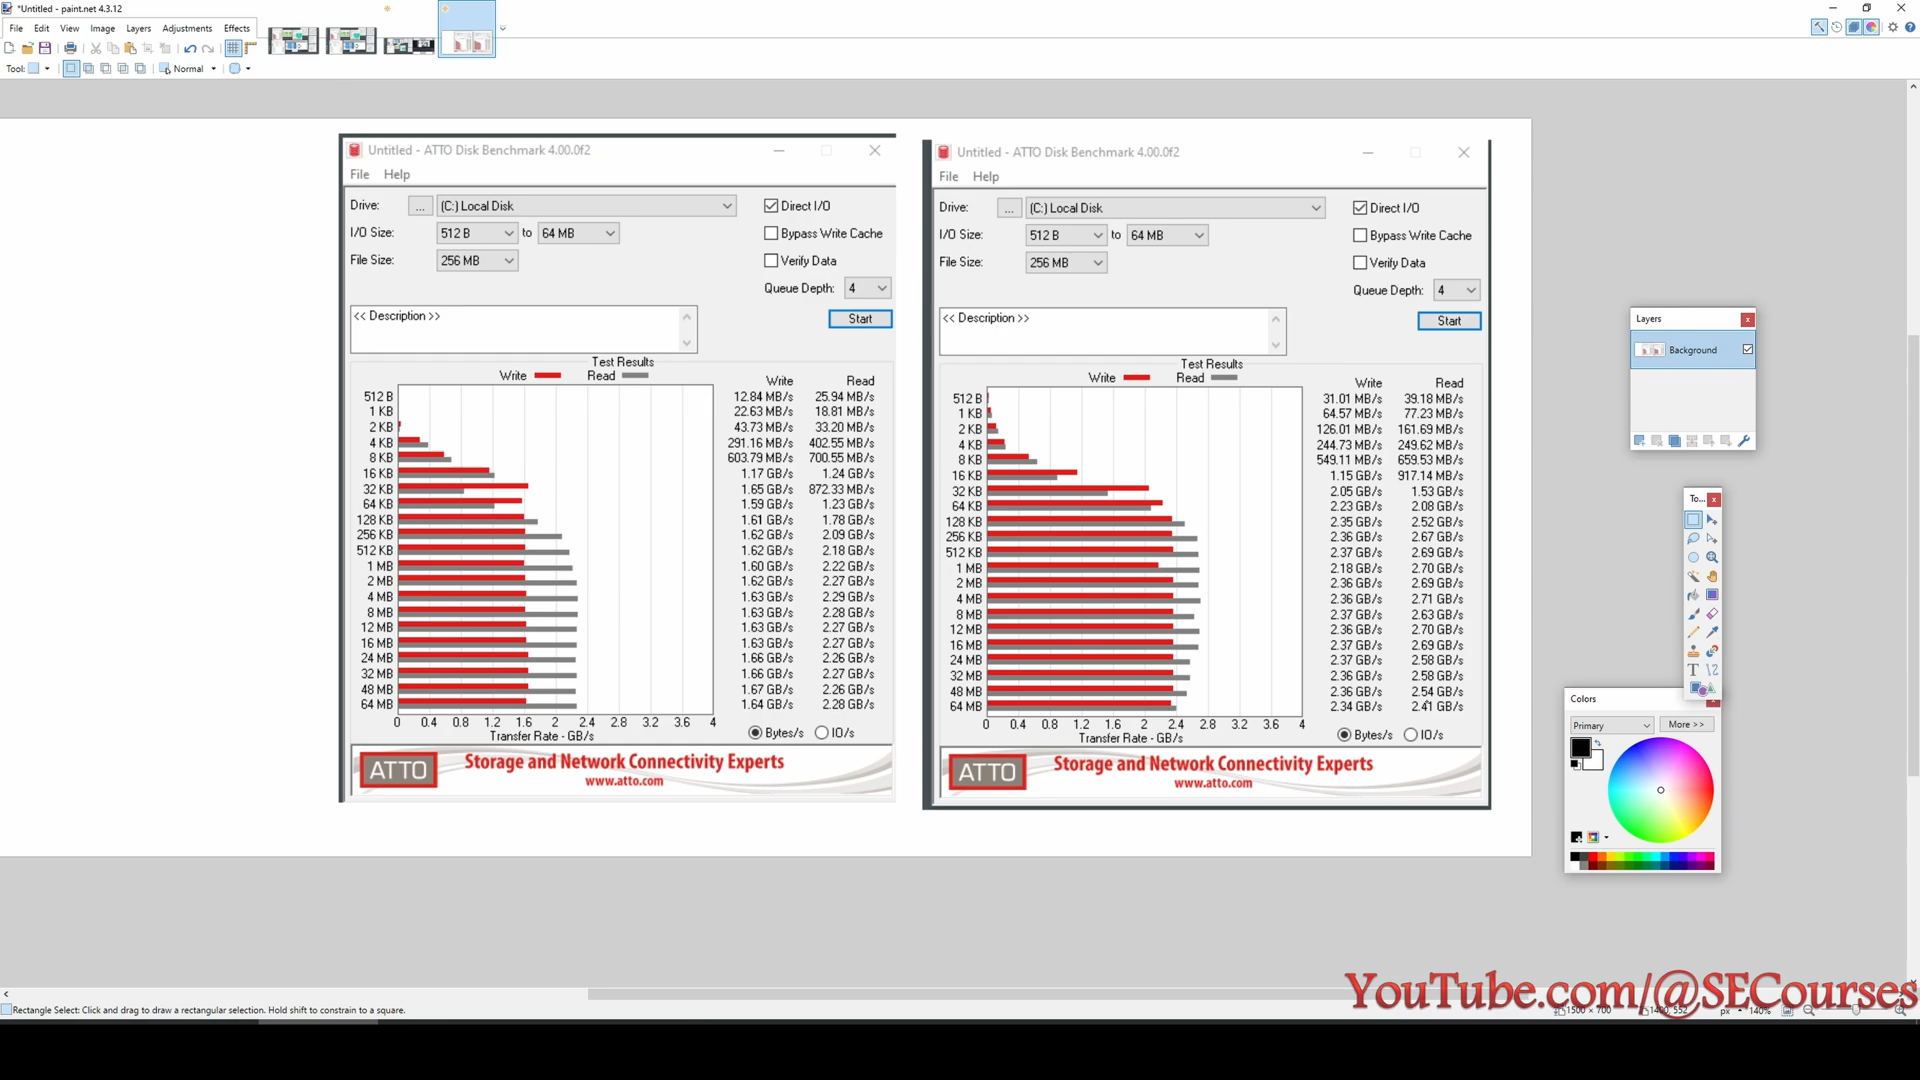 *Untitled - paint.net 4.3.12
File Edit View Image Layers Adjustments Effects
Tool: Normal
Untitled - ATTO Disk Benchmark 4.00.0f2
File Help
Drive: ... (C:) Local Disk Direct I/O
I/O Size: 512 B to 64 MB Bypass Write Cache
File Size: 256 MB Verify Data
Queue Depth: 4
<< Description >> Start
Test Results
Write Read
Write Read
512 B 12.84 MB/s 25.94 MB/s
1 KB 22.63 MB/s 18.81 MB/s
2 KB 43.73 MB/s 33.20 MB/s
4 KB 291.16 MB/s 402.55 MB/s
8 KB 603.79 MB/s 700.55 MB/s
16 KB 1.17 GB/s 1.24 GB/s
32 KB 1.65 GB/s 872.33 MB/s
64 KB 1.59 GB/s 1.23 GB/s
128 KB 1.61 GB/s 1.78 GB/s
256 KB 1.62 GB/s 2.09 GB/s
512 KB 1.62 GB/s 2.18 GB/s
1 MB 1.60 GB/s 2.22 GB/s
2 MB 1.62 GB/s 2.27 GB/s
4 MB 1.63 GB/s 2.29 GB/s
8 MB 1.63 GB/s 2.28 GB/s
12 MB 1.63 GB/s 2.27 GB/s
16 MB 1.63 GB/s 2.27 GB/s
24 MB 1.66 GB/s 2.26 GB/s
32 MB 1.66 GB/s 2.27 GB/s
48 MB 1.67 GB/s 2.26 GB/s
64 MB 1.64 GB/s 2.28 GB/s
0 0.4 0.8 1.2 1.6 2 2.4 2.8 3.2 3.6 4
Transfer Rate - GB/s Bytes/s IO/s
ATTO Storage and Network Connectivity Experts
www.atto.com
Untitled - ATTO Disk Benchmark 4.00.0f2
File Help
Drive: ... (C:) Local Disk Direct I/O
I/O Size: 512 B to 64 MB Bypass Write Cache
File Size: 256 MB Verify Data
Queue Depth: 4
<< Description >> Start
Test Results
Write Read
Write Read
512 B 31.01 MB/s 39.18 MB/s
1 KB 64.57 MB/s 77.23 MB/s
2 KB 126.01 MB/s 161.69 MB/s
4 KB 244.73 MB/s 249.62 MB/s
8 KB 549.11 MB/s 659.53 MB/s
16 KB 1.15 GB/s 917.14 MB/s
32 KB 2.05 GB/s 1.53 GB/s
64 KB 2.23 GB/s 2.08 GB/s
128 KB 2.35 GB/s 2.52 GB/s
256 KB 2.36 GB/s 2.67 GB/s
512 KB 2.37 GB/s 2.69 GB/s
1 MB 2.18 GB/s 2.70 GB/s
2 MB 2.36 GB/s 2.69 GB/s
4 MB 2.36 GB/s 2.71 GB/s
8 MB 2.37 GB/s 2.63 GB/s
12 MB 2.36 GB/s 2.70 GB/s
16 MB 2.37 GB/s 2.69 GB/s
24 MB 2.37 GB/s 2.58 GB/s
32 MB 2.36 GB/s 2.58 GB/s
48 MB 2.36 GB/s 2.54 GB/s
64 MB 2.34 GB/s 2.41 GB/s
0 0.4 0.8 1.2 1.6 2 2.4 2.8 3.2 3.6 4
Transfer Rate - GB/s Bytes/s IO/s
ATTO Storage and Network Connectivity Experts
www.atto.com
Layers
Background
To...
Colors
Primary More >>
YouTube.com/@SECourses
Rectangle Select: Click and drag to draw a rectangular selection. Hold shift to constrain to a square. 1500 × 700 px 140%